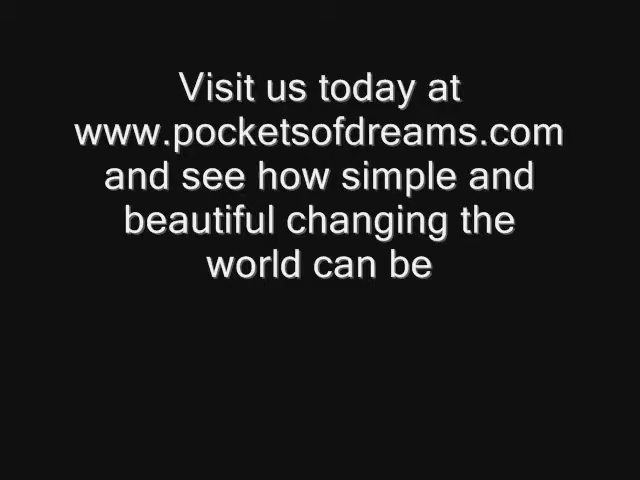 Visit us today at
www.pocketsofdreams.com
and see how simple and
beautiful changing the
world can be